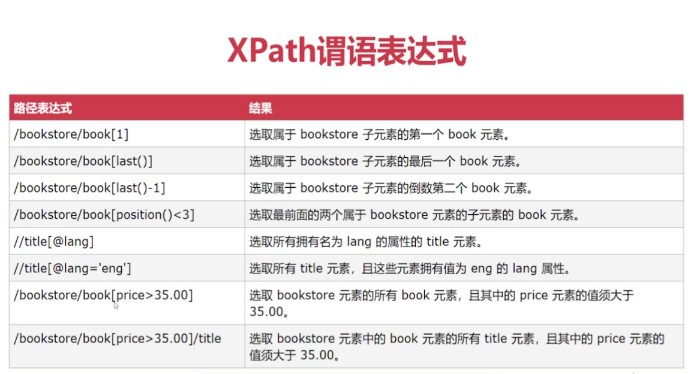 XPath谓语表达式
路径表达式 结果
/bookstore/book[1] 选取属于 bookstore 子元素的第一个 book 元素。
/bookstore/book[last()] 选取属于 bookstore 子元素的最后一个 book 元素。
/bookstore/book[last()-1] 选取属于 bookstore 子元素的倒数第二个 book 元素。
/bookstore/book[position()<3] 选取最前面的两个属于 bookstore 元素的子元素的 book 元素。
//title[@lang] 选取所有拥有名为 lang 的属性的 title 元素。
//title[@lang='eng'] 选取所有 title 元素，且这些元素拥有值为 eng 的 lang 属性。
/bookstore/book[price>35.00] 选取 bookstore 元素的所有 book 元素，且其中的 price 元素的值须大于
35.00。
/bookstore/book[price>35.00]/title 选取 bookstore 元素中的 book 元素的所有 title 元素，且其中的 price 元素的
值须大于 35.00。